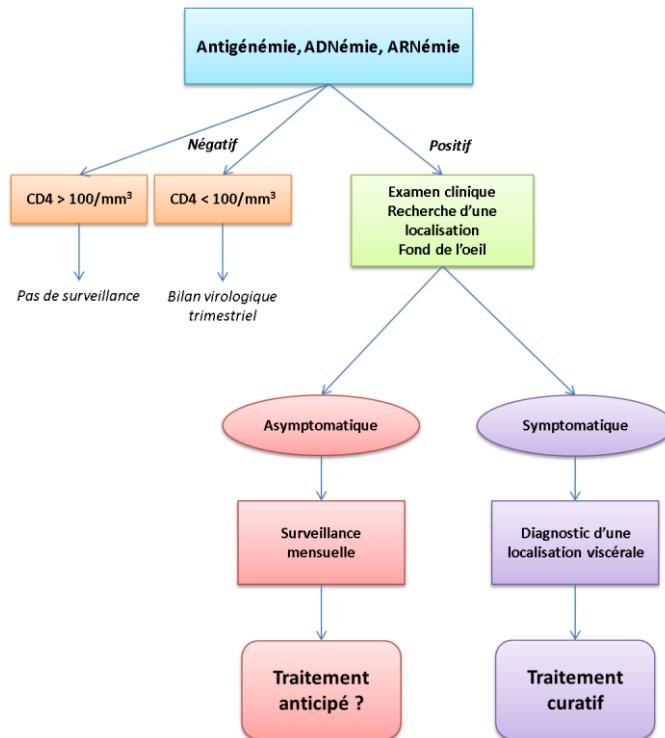 Antigénémie, ADNémie, ARNémie
Négatif
Positif
CD4 > 100/mm³
CD4 < 100/mm³
Examen clinique
Recherche d'une
localisation
Fond de l'oeil
Pas de surveillance
Bilan virologique
trimestriel
Asymptomatique
Symptomatique
Surveillance
mensuelle
Diagnostic d'une
localisation viscérale
Traitement
anticipé ?
Traitement
curatif